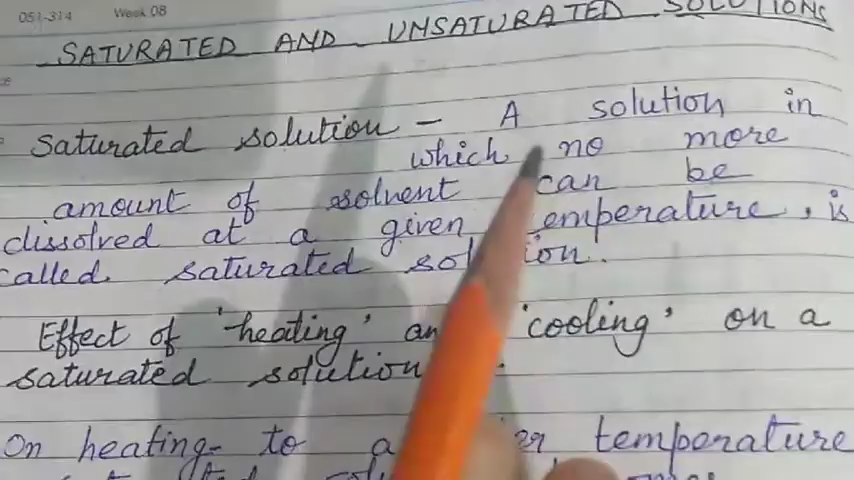 051-314 Week 08
SATURATED AND UNSATURATED SOLUTIONS
Saturated solution - A solution in
which no more
amount of solvent can be
dissolved at a given temperature, is
called saturated solution.
Effect of 'heating' and 'cooling' on a
saturated solution
On heating- to a temperature